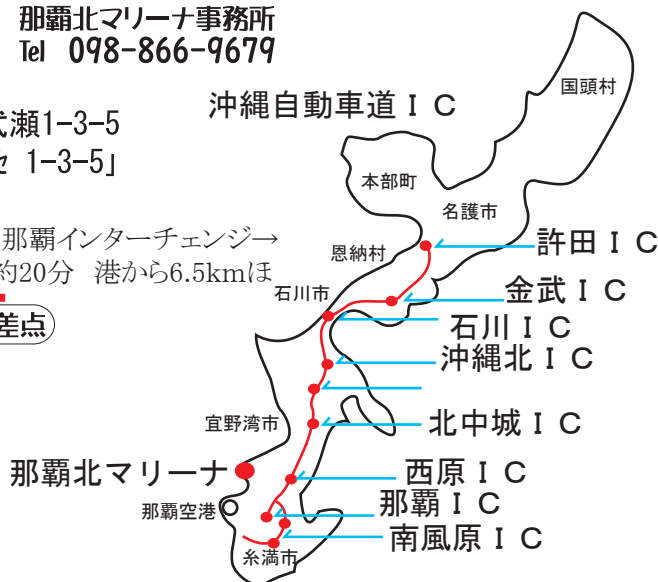 那覇北マリーナ事務所
Tel 098-866-9679
沖縄自動車道ＩＣ
瀬1-3-5
1-3-5」
那覇インターチェンジ→
約20分 港から6.5kmほ
差点
国頭村
本部町
名護市
恩納村
許田ＩＣ
石川市
金武ＩＣ
石川ＩＣ
沖縄北ＩＣ
宜野湾市
北中城ＩＣ
那覇北マリーナ
西原ＩＣ
那覇空港
那覇ＩＣ
南風原ＩＣ
糸満市